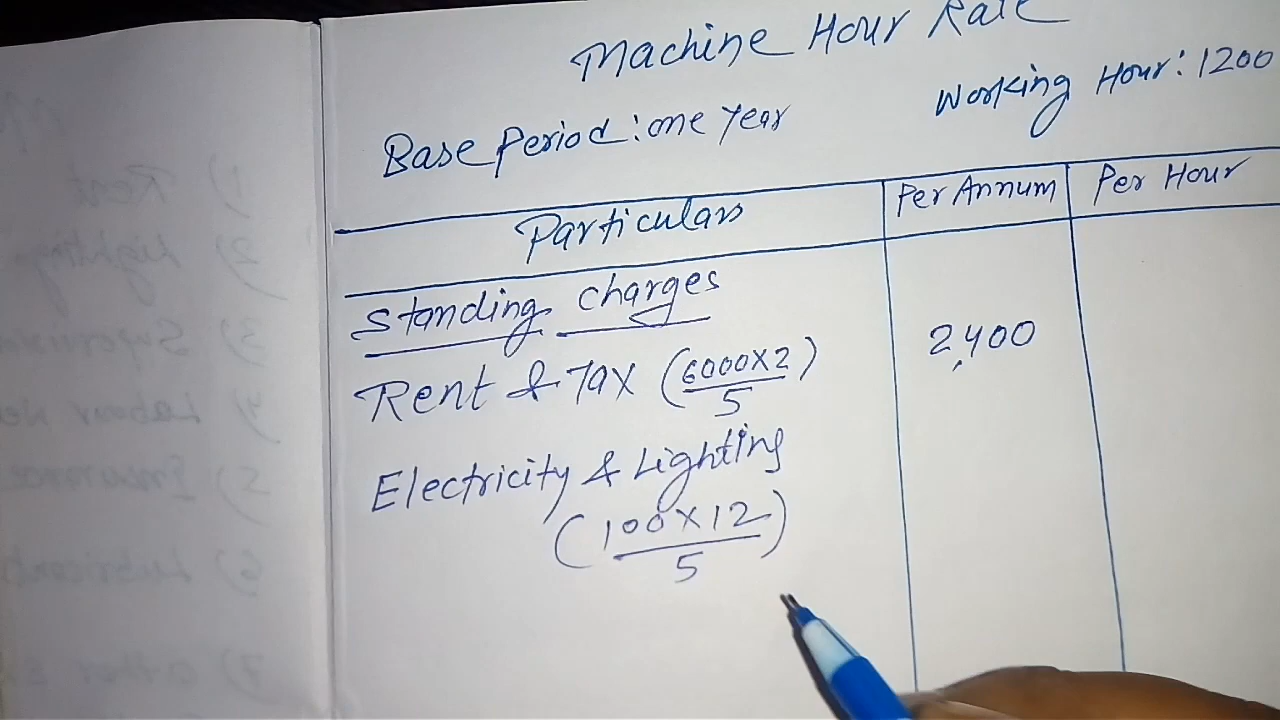 Machine Hour Rate
Base Period: one Year
Working Hour: 1200
Particulars Per Annum Per Hour
Standing charges
Rent & Tax (6000X2/5) 2,400
Electricity & Lighting
(100X12/5)